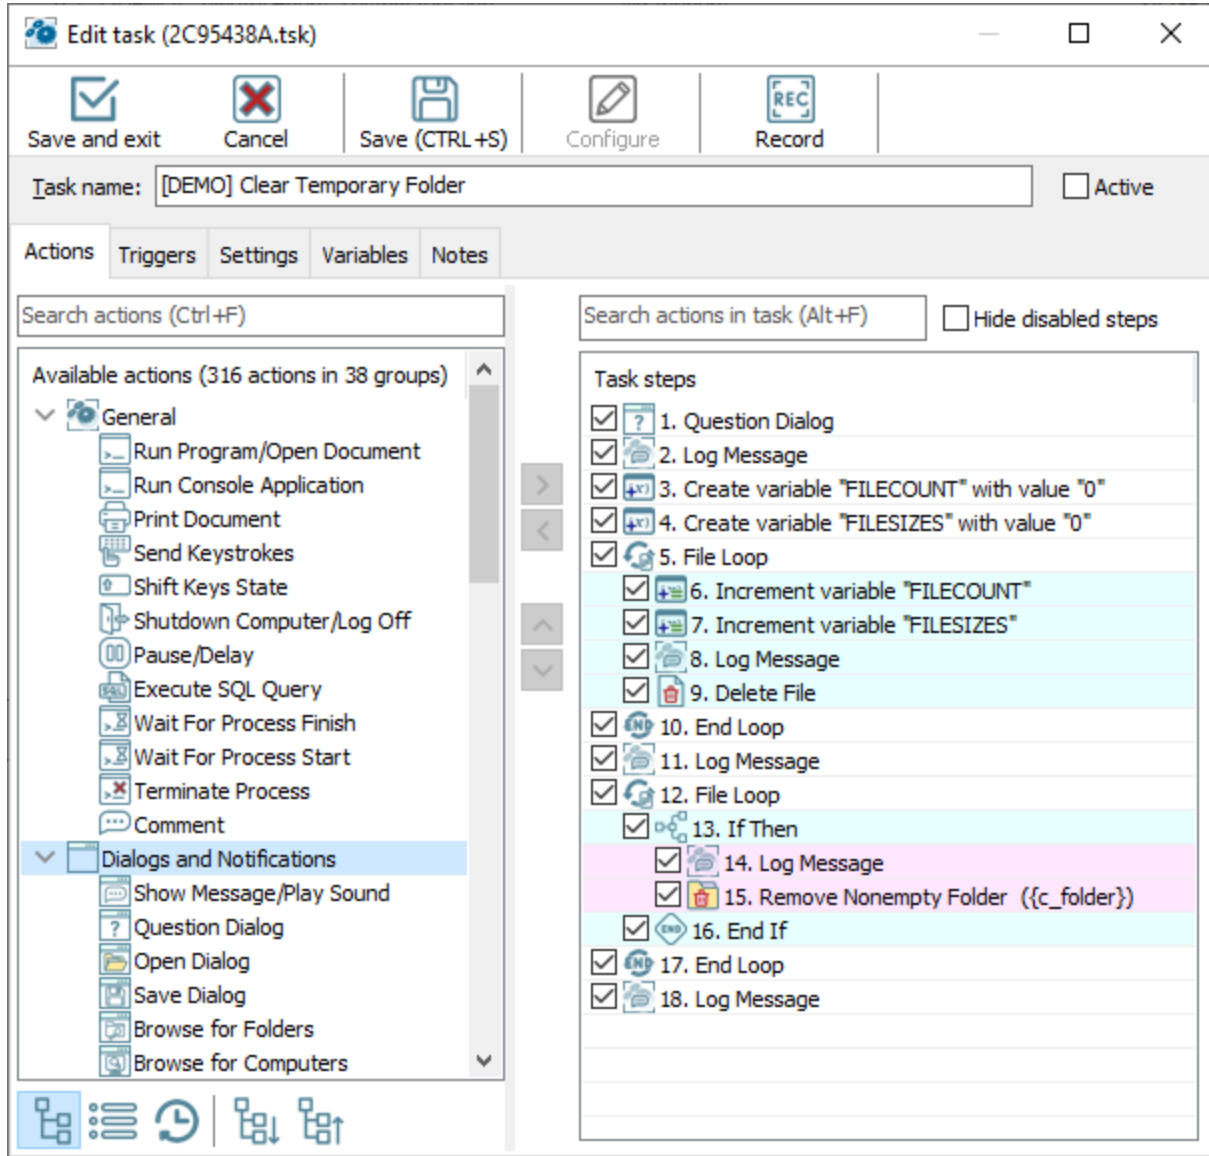 Edit task (2C95438A.tsk)
Save and exit
Cancel
Save (CTRL+S)
Configure
REC
Record
Task name:
[DEMO] Clear Temporary Folder
Active
Actions
Triggers
Settings
Variables
Notes
Search actions (Ctrl+F)
Available actions (316 actions in 38 groups)
General
Run Program/Open Document
Run Console Application
Print Document
Send Keystrokes
Shift Keys State
Shutdown Computer/Log Off
Pause/Delay
Execute SQL Query
Wait For Process Finish
Wait For Process Start
Terminate Process
Comment
Dialogs and Notifications
Show Message/Play Sound
Question Dialog
Open Dialog
Save Dialog
Browse for Folders
Browse for Computers
Search actions in task (Alt+F)
Hide disabled steps
Task steps
1. Question Dialog
2. Log Message
3. Create variable "FILECOUNT" with value "0"
4. Create variable "FILESIZES" with value "0"
5. File Loop
6. Increment variable "FILECOUNT"
7. Increment variable "FILESIZES"
8. Log Message
9. Delete File
10. End Loop
11. Log Message
12. File Loop
13. If Then
14. Log Message
15. Remove Nonempty Folder ({c_folder})
16. End If
17. End Loop
18. Log Message